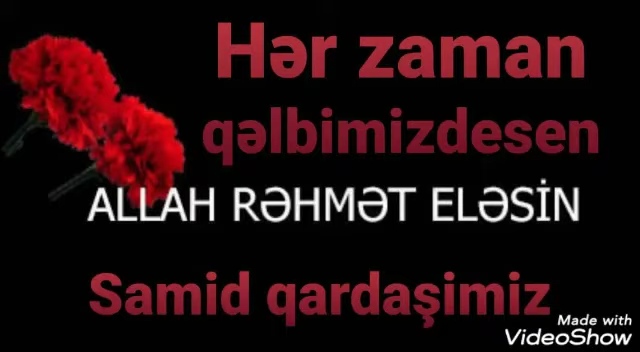 Hər zaman
qəlbimizdesen
ALLAH RƏHMƏT ELƏSİN
Samid qardaşimiz
Made with
VideoShow